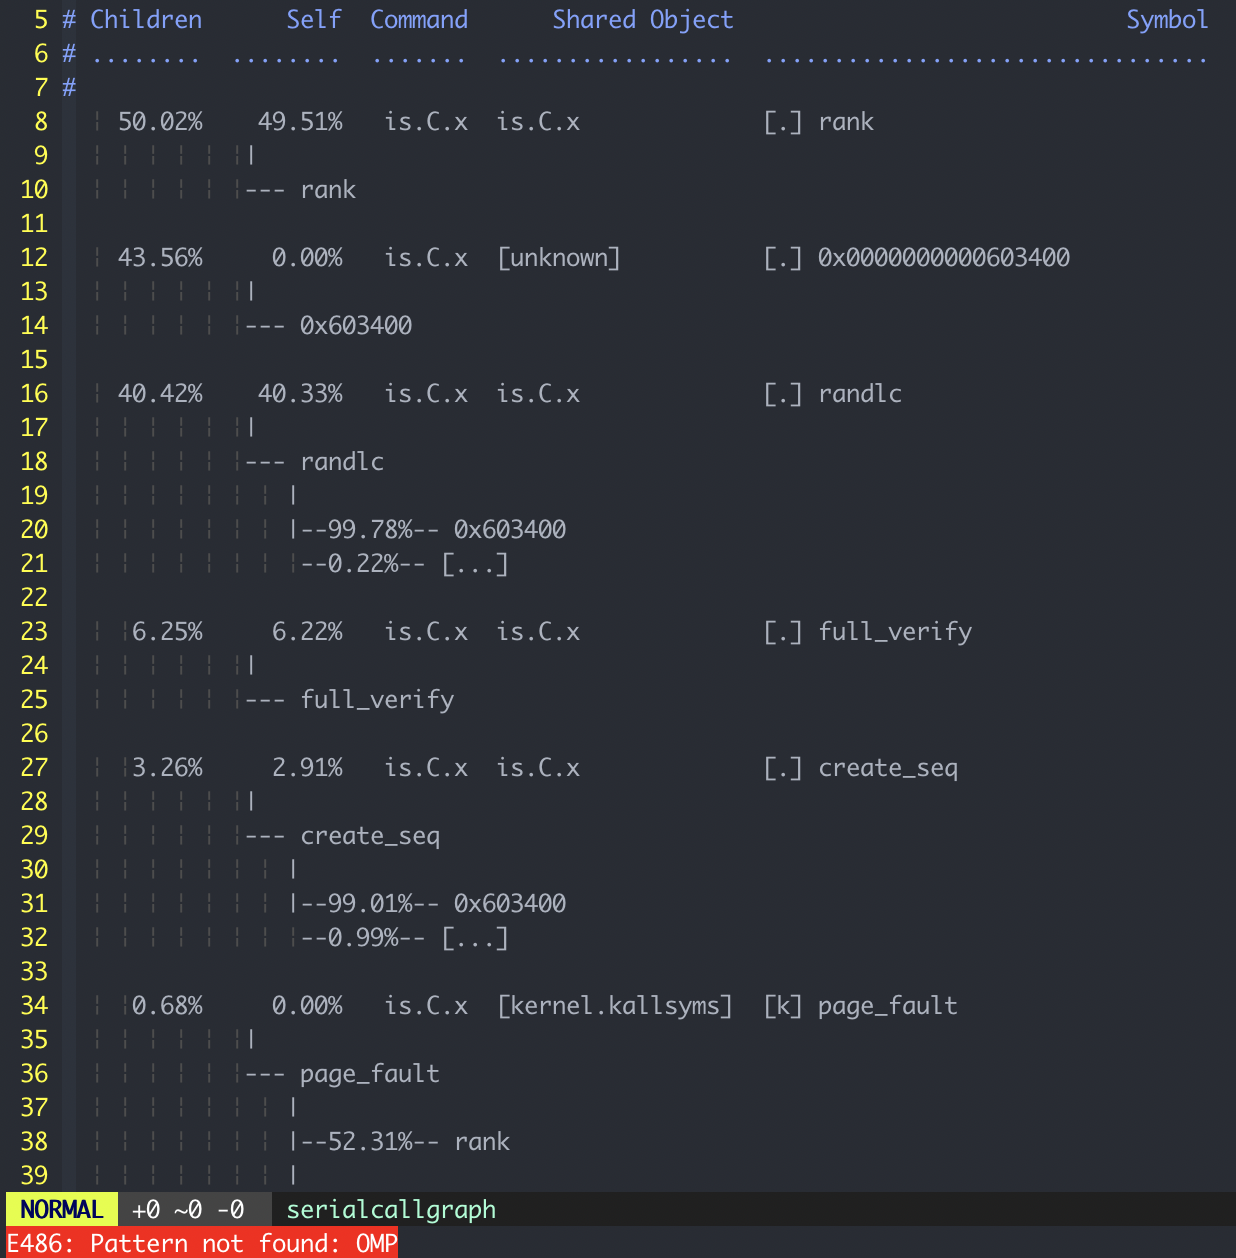 5 # Children      Self  Command      Shared Object                            Symbol
6 # ........  ........  .......  .................  ................................
7 #
8    ¦ 50.02%    49.51%   is.C.x  is.C.x             [.] rank
9    ¦ ¦ ¦ ¦ ¦ ¦|
10   ¦ ¦ ¦ ¦ ¦ ¦--- rank
11
12   ¦ 43.56%     0.00%   is.C.x  [unknown]          [.] 0x0000000000603400
13   ¦ ¦ ¦ ¦ ¦ ¦|
14   ¦ ¦ ¦ ¦ ¦ ¦--- 0x603400
15
16   ¦ 40.42%    40.33%   is.C.x  is.C.x             [.] randlc
17   ¦ ¦ ¦ ¦ ¦ ¦|
18   ¦ ¦ ¦ ¦ ¦ ¦--- randlc
19   ¦ ¦ ¦ ¦ ¦ ¦ ¦ |
20   ¦ ¦ ¦ ¦ ¦ ¦ ¦ |--99.78%-- 0x603400
21   ¦ ¦ ¦ ¦ ¦ ¦ ¦ ¦--0.22%-- [...]
22
23   ¦ ¦6.25%     6.22%   is.C.x  is.C.x             [.] full_verify
24   ¦ ¦ ¦ ¦ ¦ ¦|
25   ¦ ¦ ¦ ¦ ¦ ¦--- full_verify
26
27   ¦ ¦3.26%     2.91%   is.C.x  is.C.x             [.] create_seq
28   ¦ ¦ ¦ ¦ ¦ ¦|
29   ¦ ¦ ¦ ¦ ¦ ¦--- create_seq
30   ¦ ¦ ¦ ¦ ¦ ¦ ¦ |
31   ¦ ¦ ¦ ¦ ¦ ¦ ¦ |--99.01%-- 0x603400
32   ¦ ¦ ¦ ¦ ¦ ¦ ¦ ¦--0.99%-- [...]
33
34   ¦ ¦0.68%     0.00%   is.C.x  [kernel.kallsyms]  [k] page_fault
35   ¦ ¦ ¦ ¦ ¦ ¦|
36   ¦ ¦ ¦ ¦ ¦ ¦--- page_fault
37   ¦ ¦ ¦ ¦ ¦ ¦ ¦ |
38   ¦ ¦ ¦ ¦ ¦ ¦ ¦ |--52.31%-- rank
39   ¦ ¦ ¦ ¦ ¦ ¦ ¦ |
NORMAL  +0 ~0 -0  serialcallgraph
E486: Pattern not found: OMP